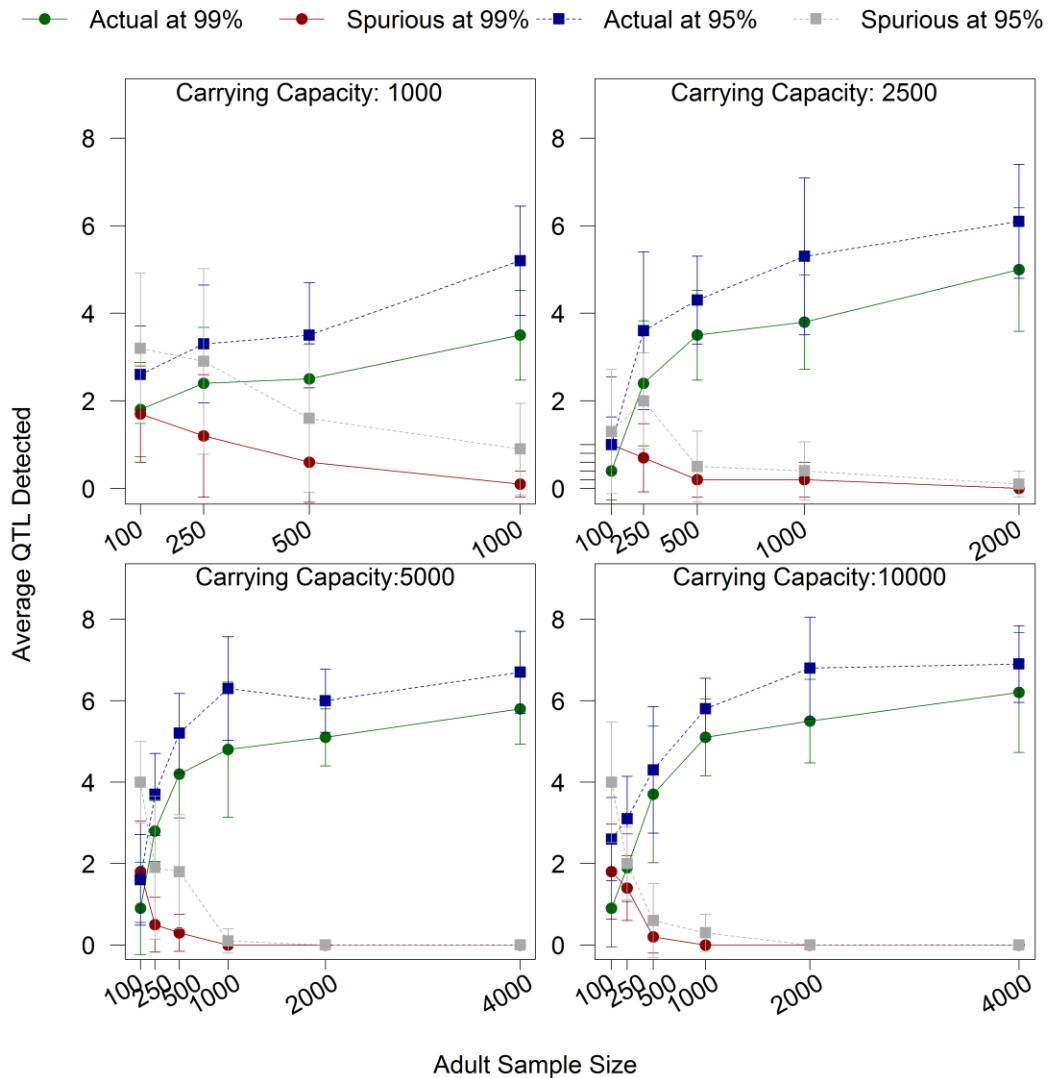 Actual at 99% Spurious at 99% Actual at 95% Spurious at 95%
Carrying Capacity: 1000
8
6
4
2
0
100 250 500 1000
Carrying Capacity: 2500
8
6
4
2
0
100 250 500 1000 2000
Average QTL Detected
Carrying Capacity:5000
8
6
4
2
0
100 250 500 1000 2000 4000
Carrying Capacity:10000
8
6
4
2
0
100 250 500 1000 2000 4000
Adult Sample Size